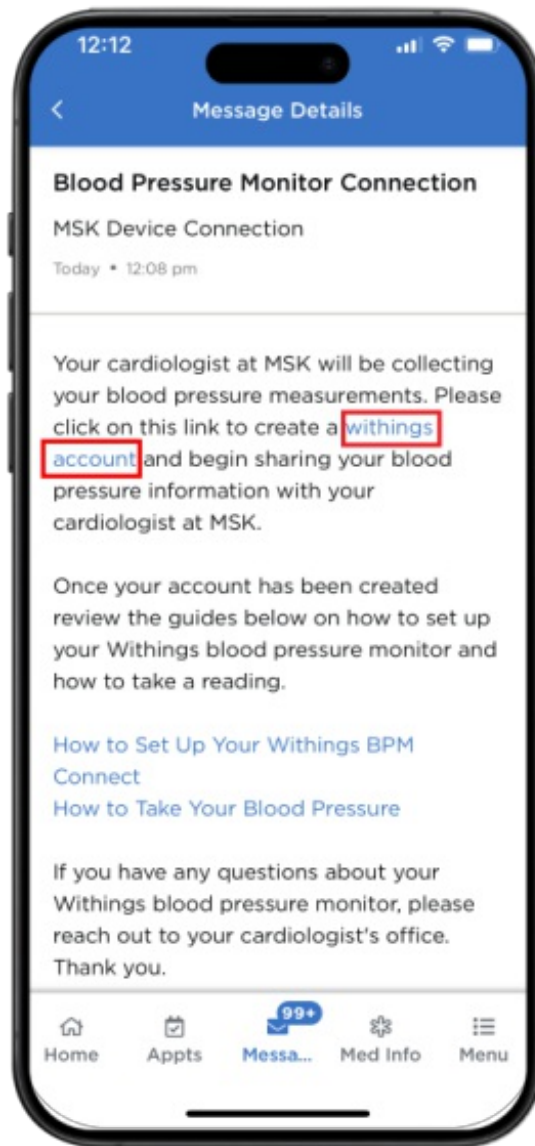 12:12
Message Details
Blood Pressure Monitor Connection
MSK Device Connection
Today • 12:08 pm
Your cardiologist at MSK will be collecting
your blood pressure measurements. Please
click on this link to create a withings
account and begin sharing your blood
pressure information with your
cardiologist at MSK.
Once your account has been created
review the guides below on how to set up
your Withings blood pressure monitor and
how to take a reading.
How to Set Up Your Withings BPM
Connect
How to Take Your Blood Pressure
If you have any questions about your
Withings blood pressure monitor, please
reach out to your cardiologist's office.
Thank you.
99+
Home Appts Messa... Med Info Menu